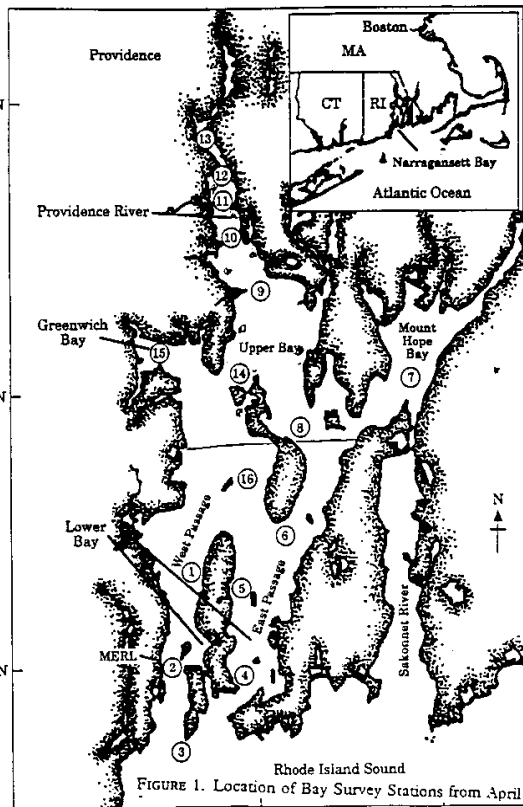 Boston
MA
Providence
CT
RI
Narragansett Bay
Atlantic Ocean
13
12
11
Providence River
10
9
Greenwich
Bay
15
Upper Bay
Mount
Hope
Bay
7
14
8
16
N
West Passage
6
Lower
Bay
1
5
East Passage
Sakonnet River
MERL
2
4
3
Rhode Island Sound
FIGURE 1. Location of Bay Survey Stations from April